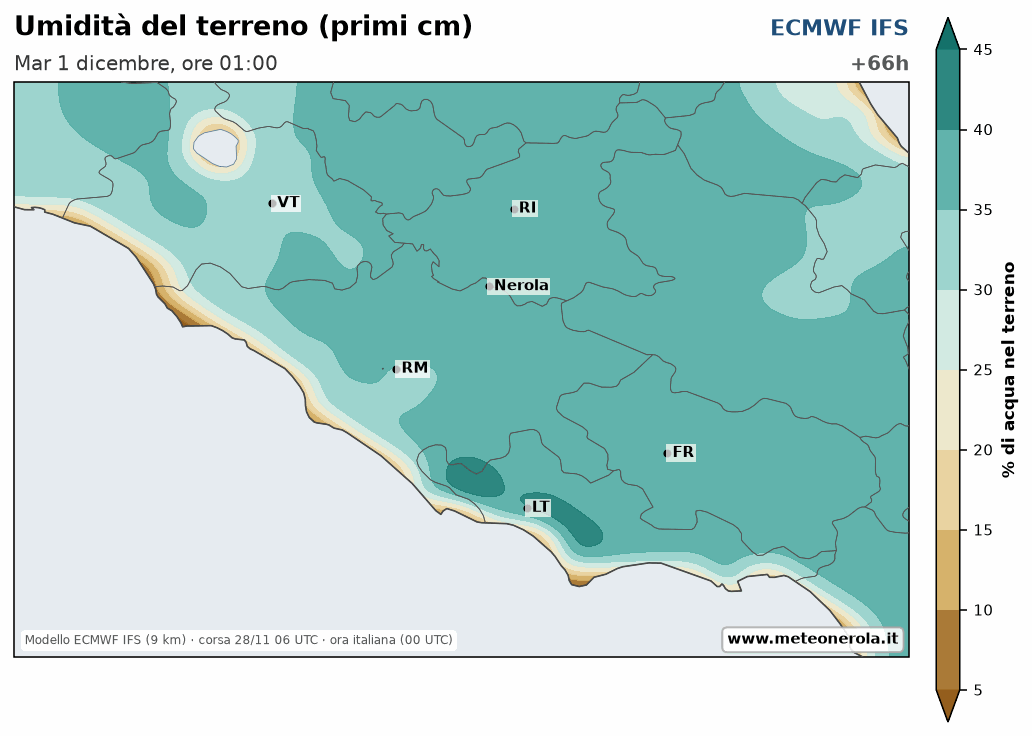 Umidità del terreno (primi cm)
ECMWF IFS
Mar 1 dicembre, ore 01:00
+66h
VT
RI
Nerola
RM
FR
LT
Modello ECMWF IFS (9 km) · corsa 28/11 06 UTC · ora italiana (00 UTC)
www.meteonerola.it
45
40
35
30
25
20
15
10
5
% di acqua nel terreno